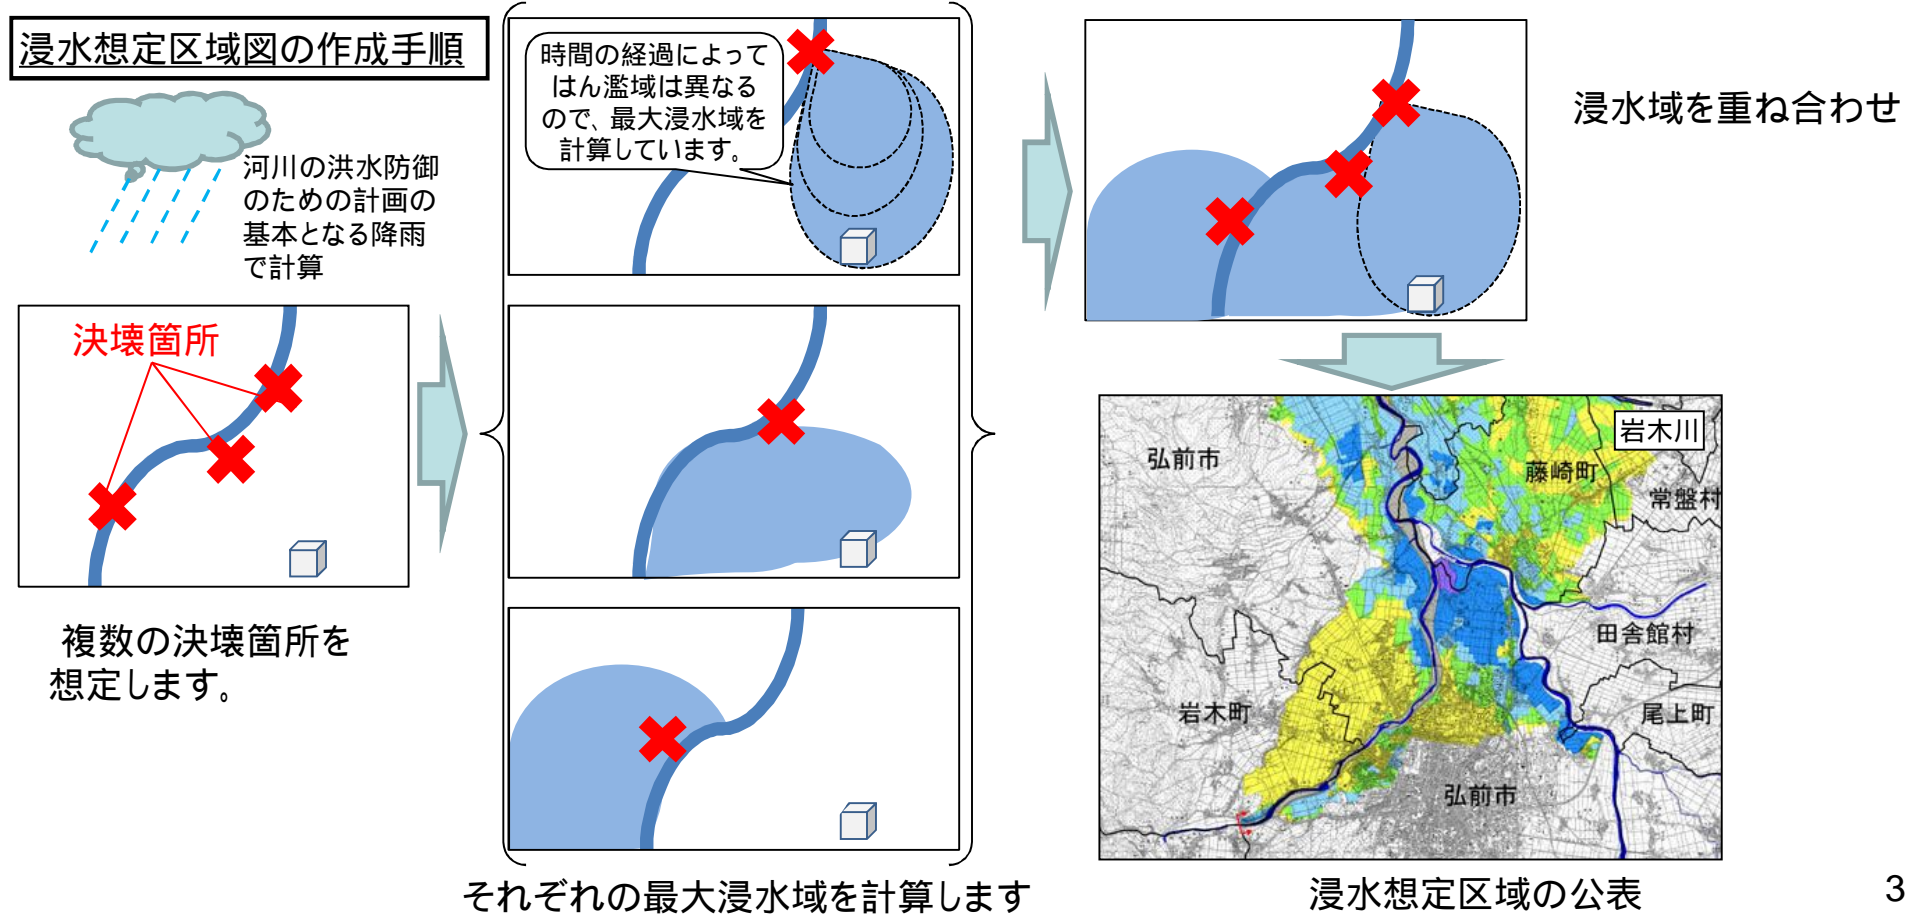 浸水想定区域図の作成手順
河川の洪水防御
のための計画の
基本となる降雨
で計算
決壊箇所
複数の決壊箇所を
想定します。
時間の経過によって
はん濫域は異なる
ので、最大浸水域を
計算しています。
それぞれの最大浸水域を計算します
浸水域を重ね合わせ
岩木川
弘前市
藤崎町
常盤村
田舎館村
岩木町
尾上町
弘前市
浸水想定区域の公表
3